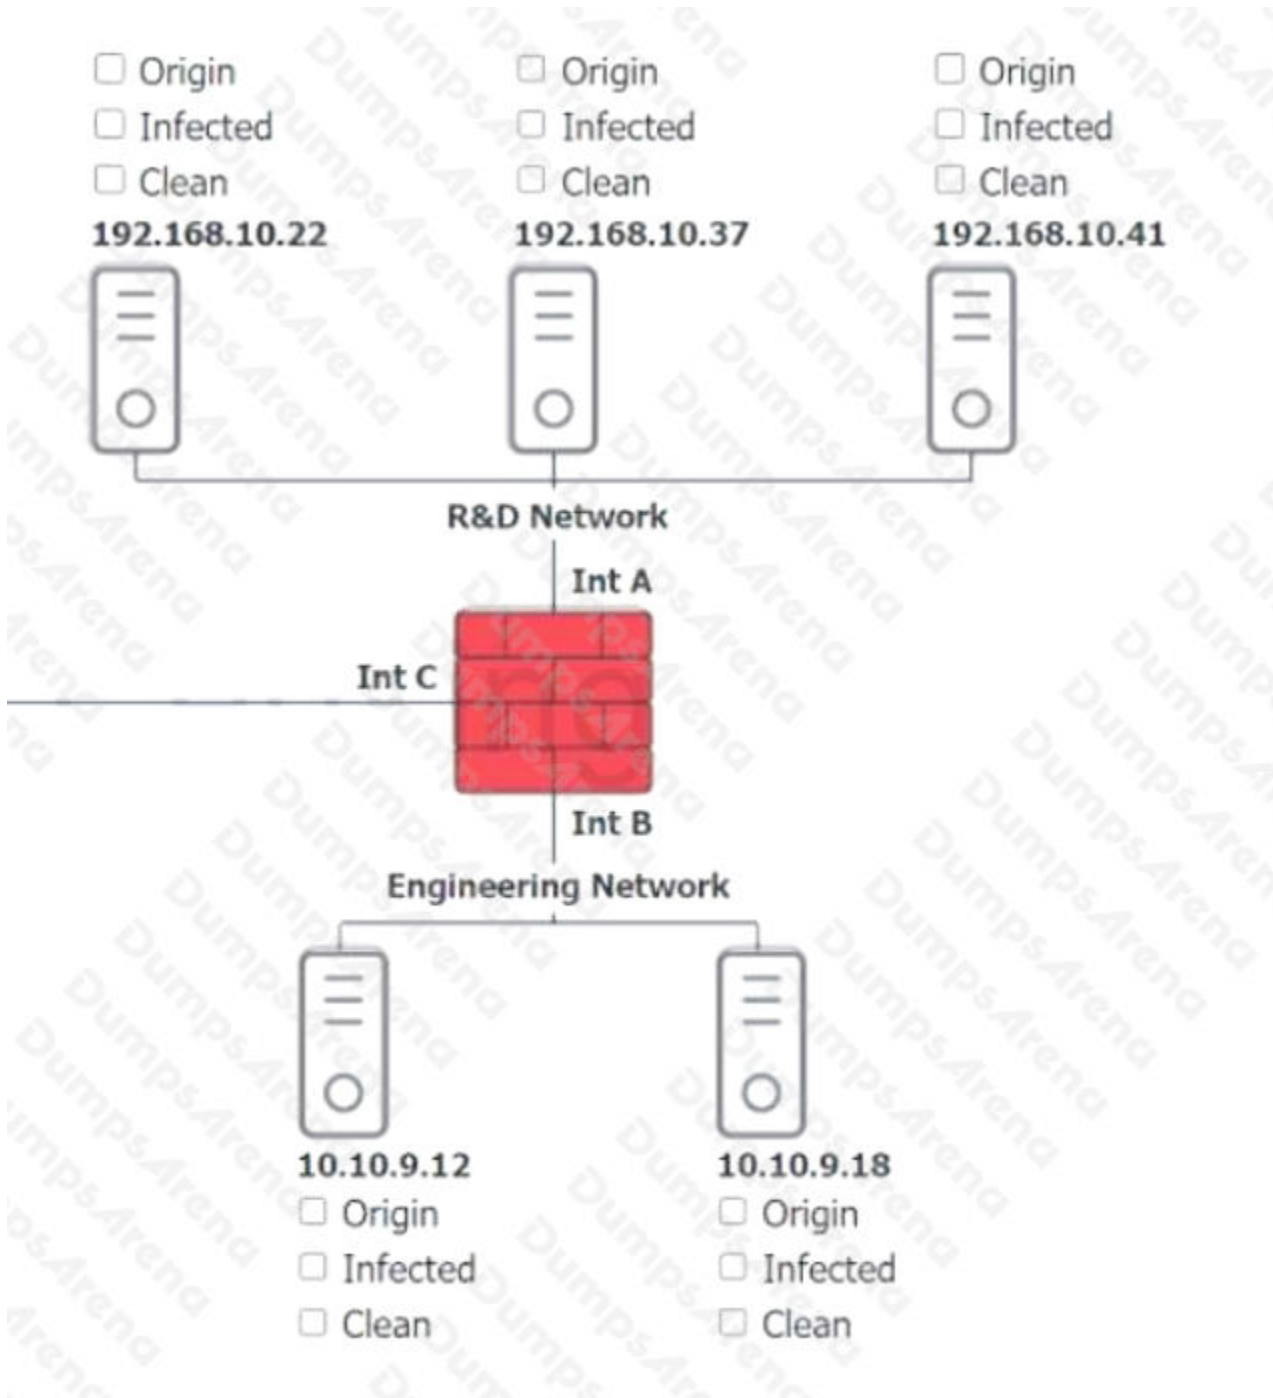 Origin Origin Origin
Infected Infected Infected
Clean Clean Clean
192.168.10.22 192.168.10.37 192.168.10.41
R&D Network
Int A
Int C
Int B
Engineering Network
10.10.9.12 10.10.9.18
Origin Origin
Infected Infected
Clean Clean
DumpsArena